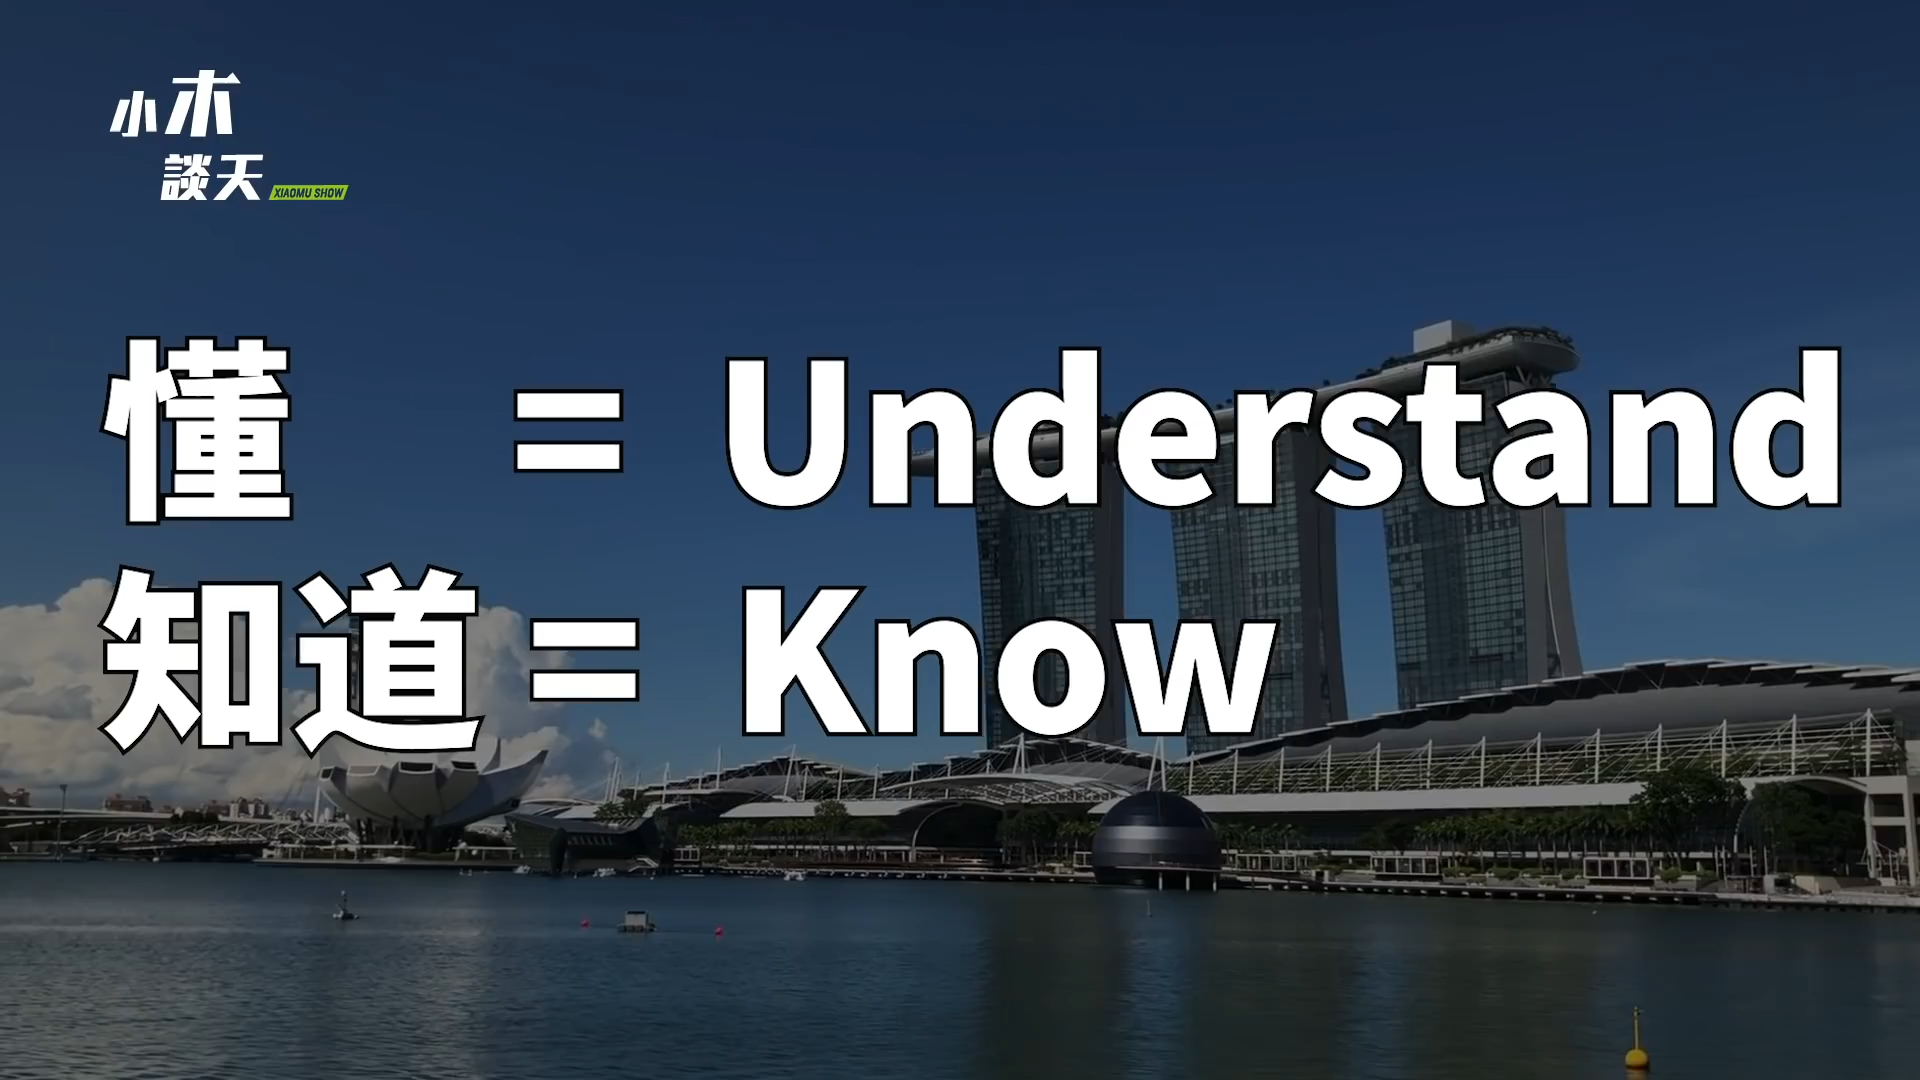 小木
談天 XIAOMU SHOW
懂 = Understand
知道 = Know